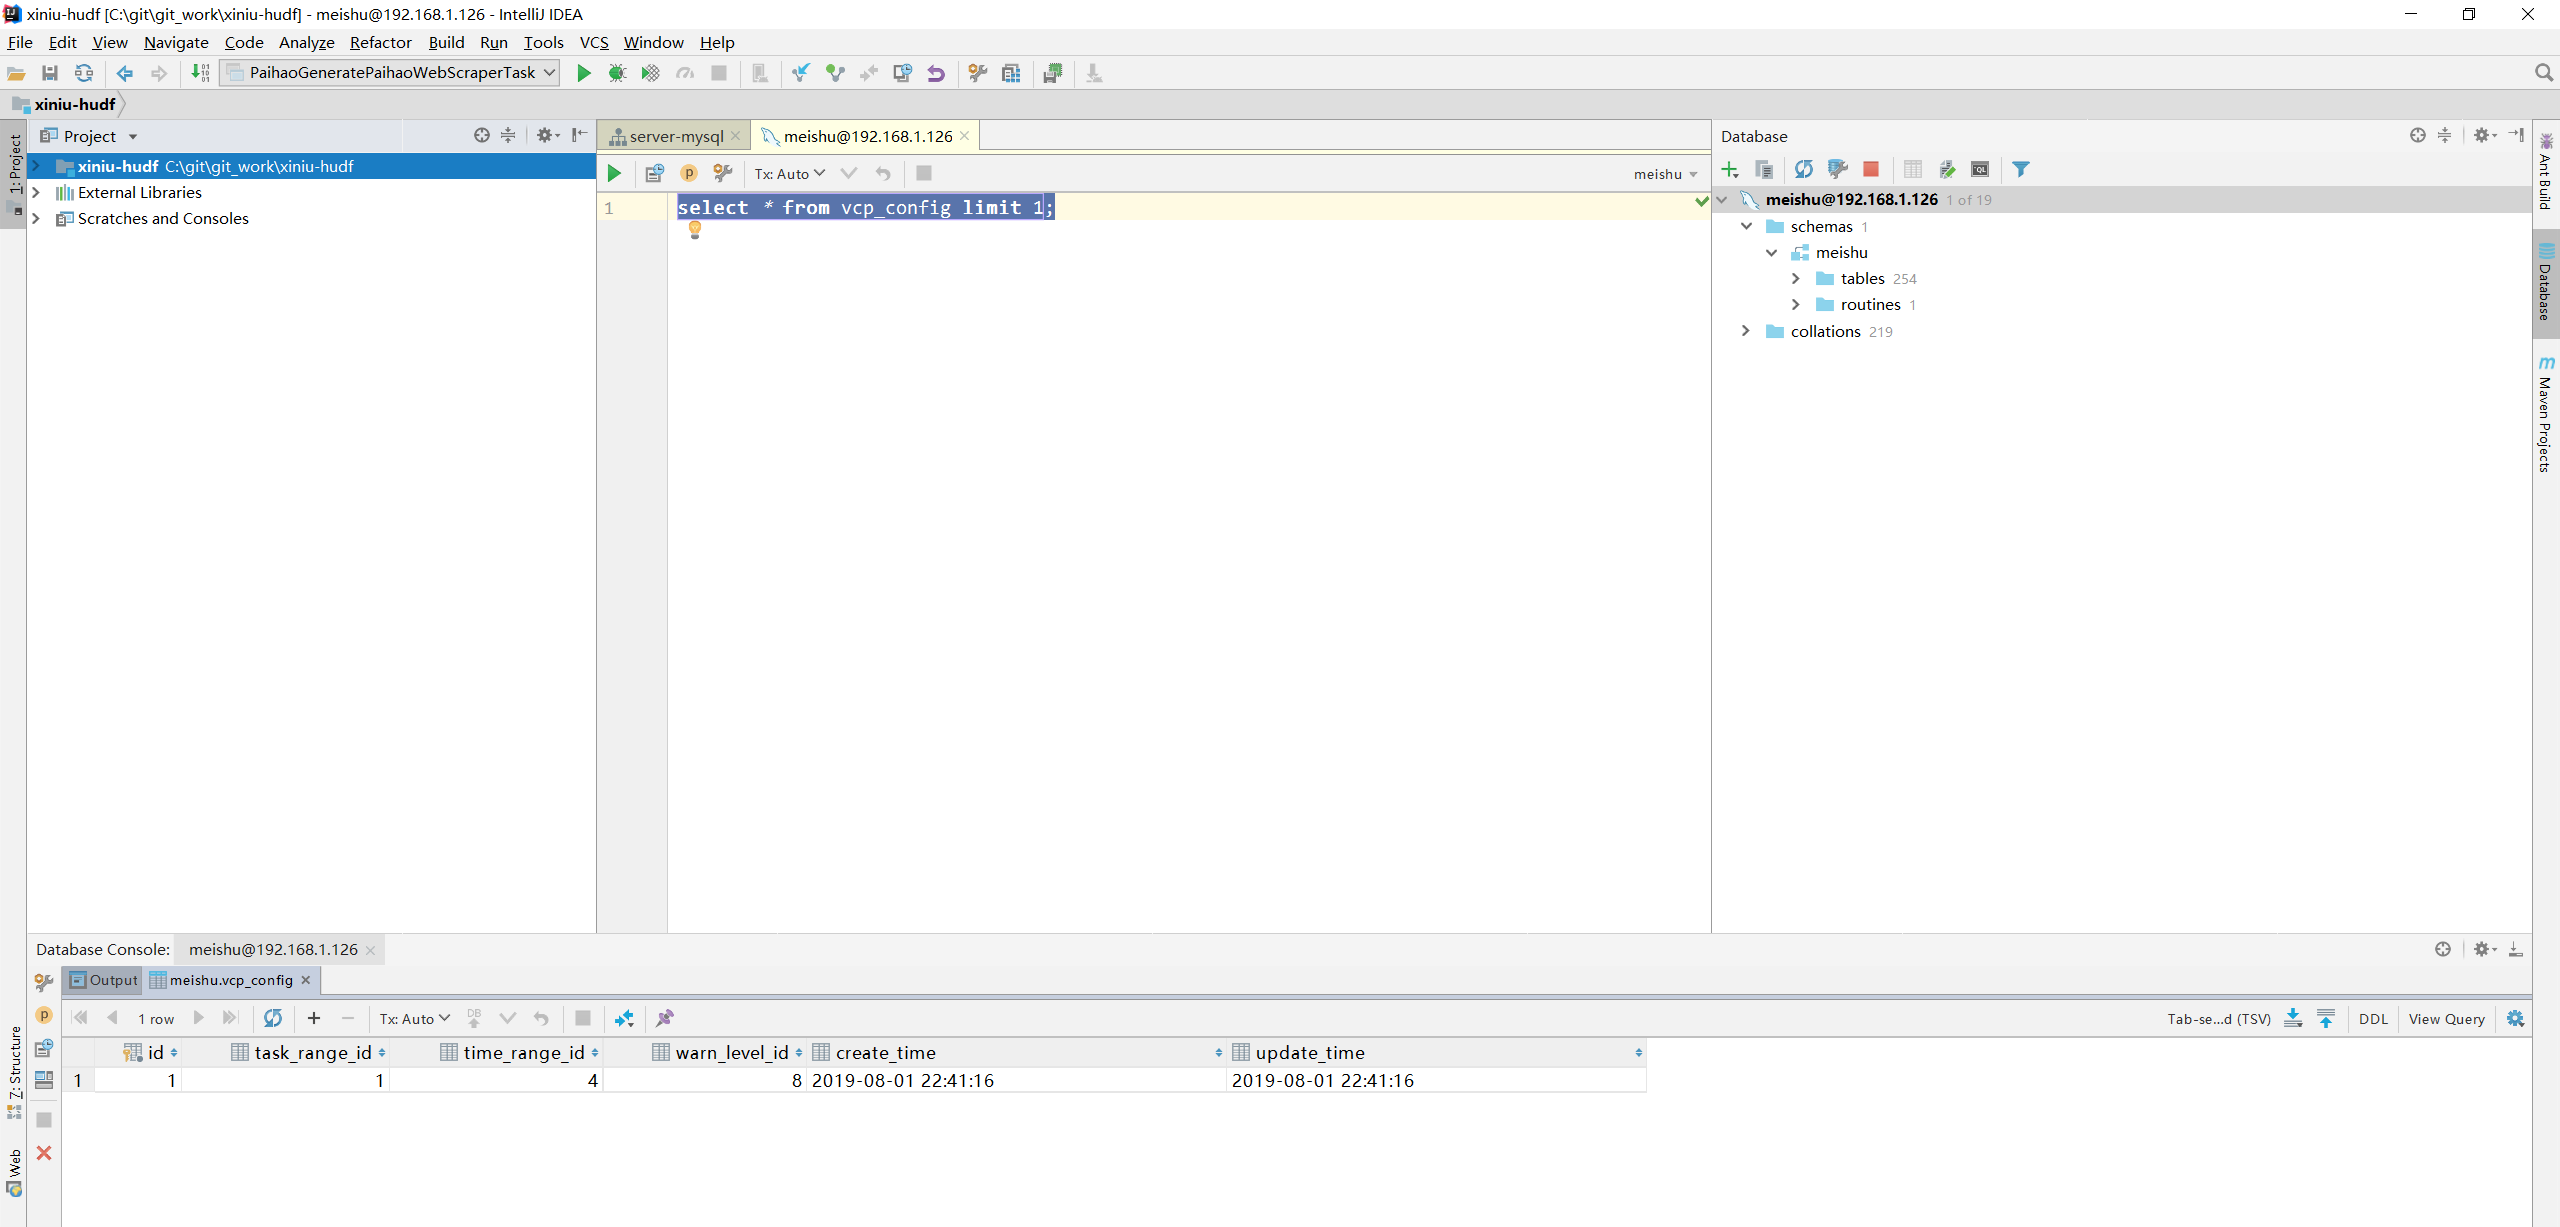 xiniu-hudf [C:\git\git_work\xiniu-hudf] - meishu@192.168.1.126 - IntelliJ IDEA
File Edit View Navigate Code Analyze Refactor Build Run Tools VCS Window Help
PaihaoGeneratePaihaoWebScraperTask
xiniu-hudf
1: Project
7: Structure
Web
Project
xiniu-hudf C:\git\git_work\xiniu-hudf
External Libraries
Scratches and Consoles
server-mysql
meishu@192.168.1.126
Tx: Auto
meishu
1 select * from vcp_config limit 1;
Database
meishu@192.168.1.126 1 of 19
schemas 1
meishu
tables 254
routines 1
collations 219
Ant Build
Database
Maven Projects
Database Console: meishu@192.168.1.126
Output meishu.vcp_config
1 row Tx: Auto DB Tab-se...d (TSV) DDL View Query
id task_range_id time_range_id warn_level_id create_time update_time
1 1 1 4 8 2019-08-01 22:41:16 2019-08-01 22:41:16